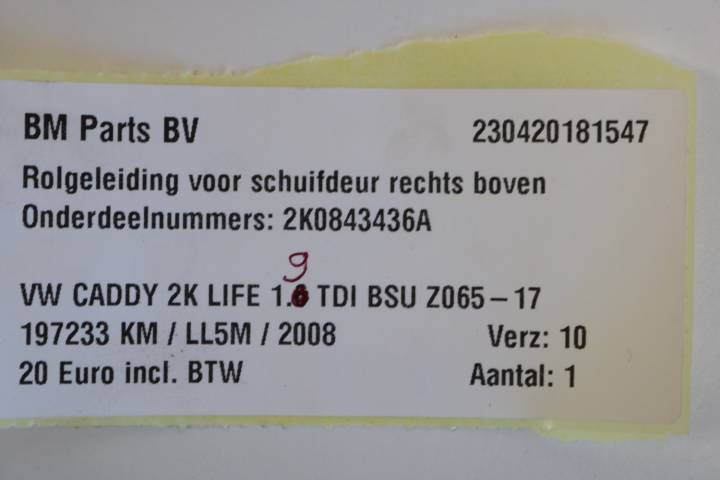 BM Parts BV 230420181547
Rolgeleiding voor schuifdeur rechts boven
Onderdeelnummers: 2K0843436A
9
VW CADDY 2K LIFE 1.6 TDI BSU Z065-17
197233 KM / LL5M / 2008 Verz: 10
20 Euro incl. BTW Aantal: 1